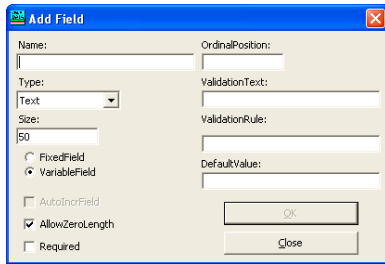 Add Field
Name:
OrdinalPosition:
Type:
ValidationText:
Text
Size:
ValidationRule:
50
FixedField
VariableField
DefaultValue:
AutoIncrField
OK
AllowZeroLength
Close
Required